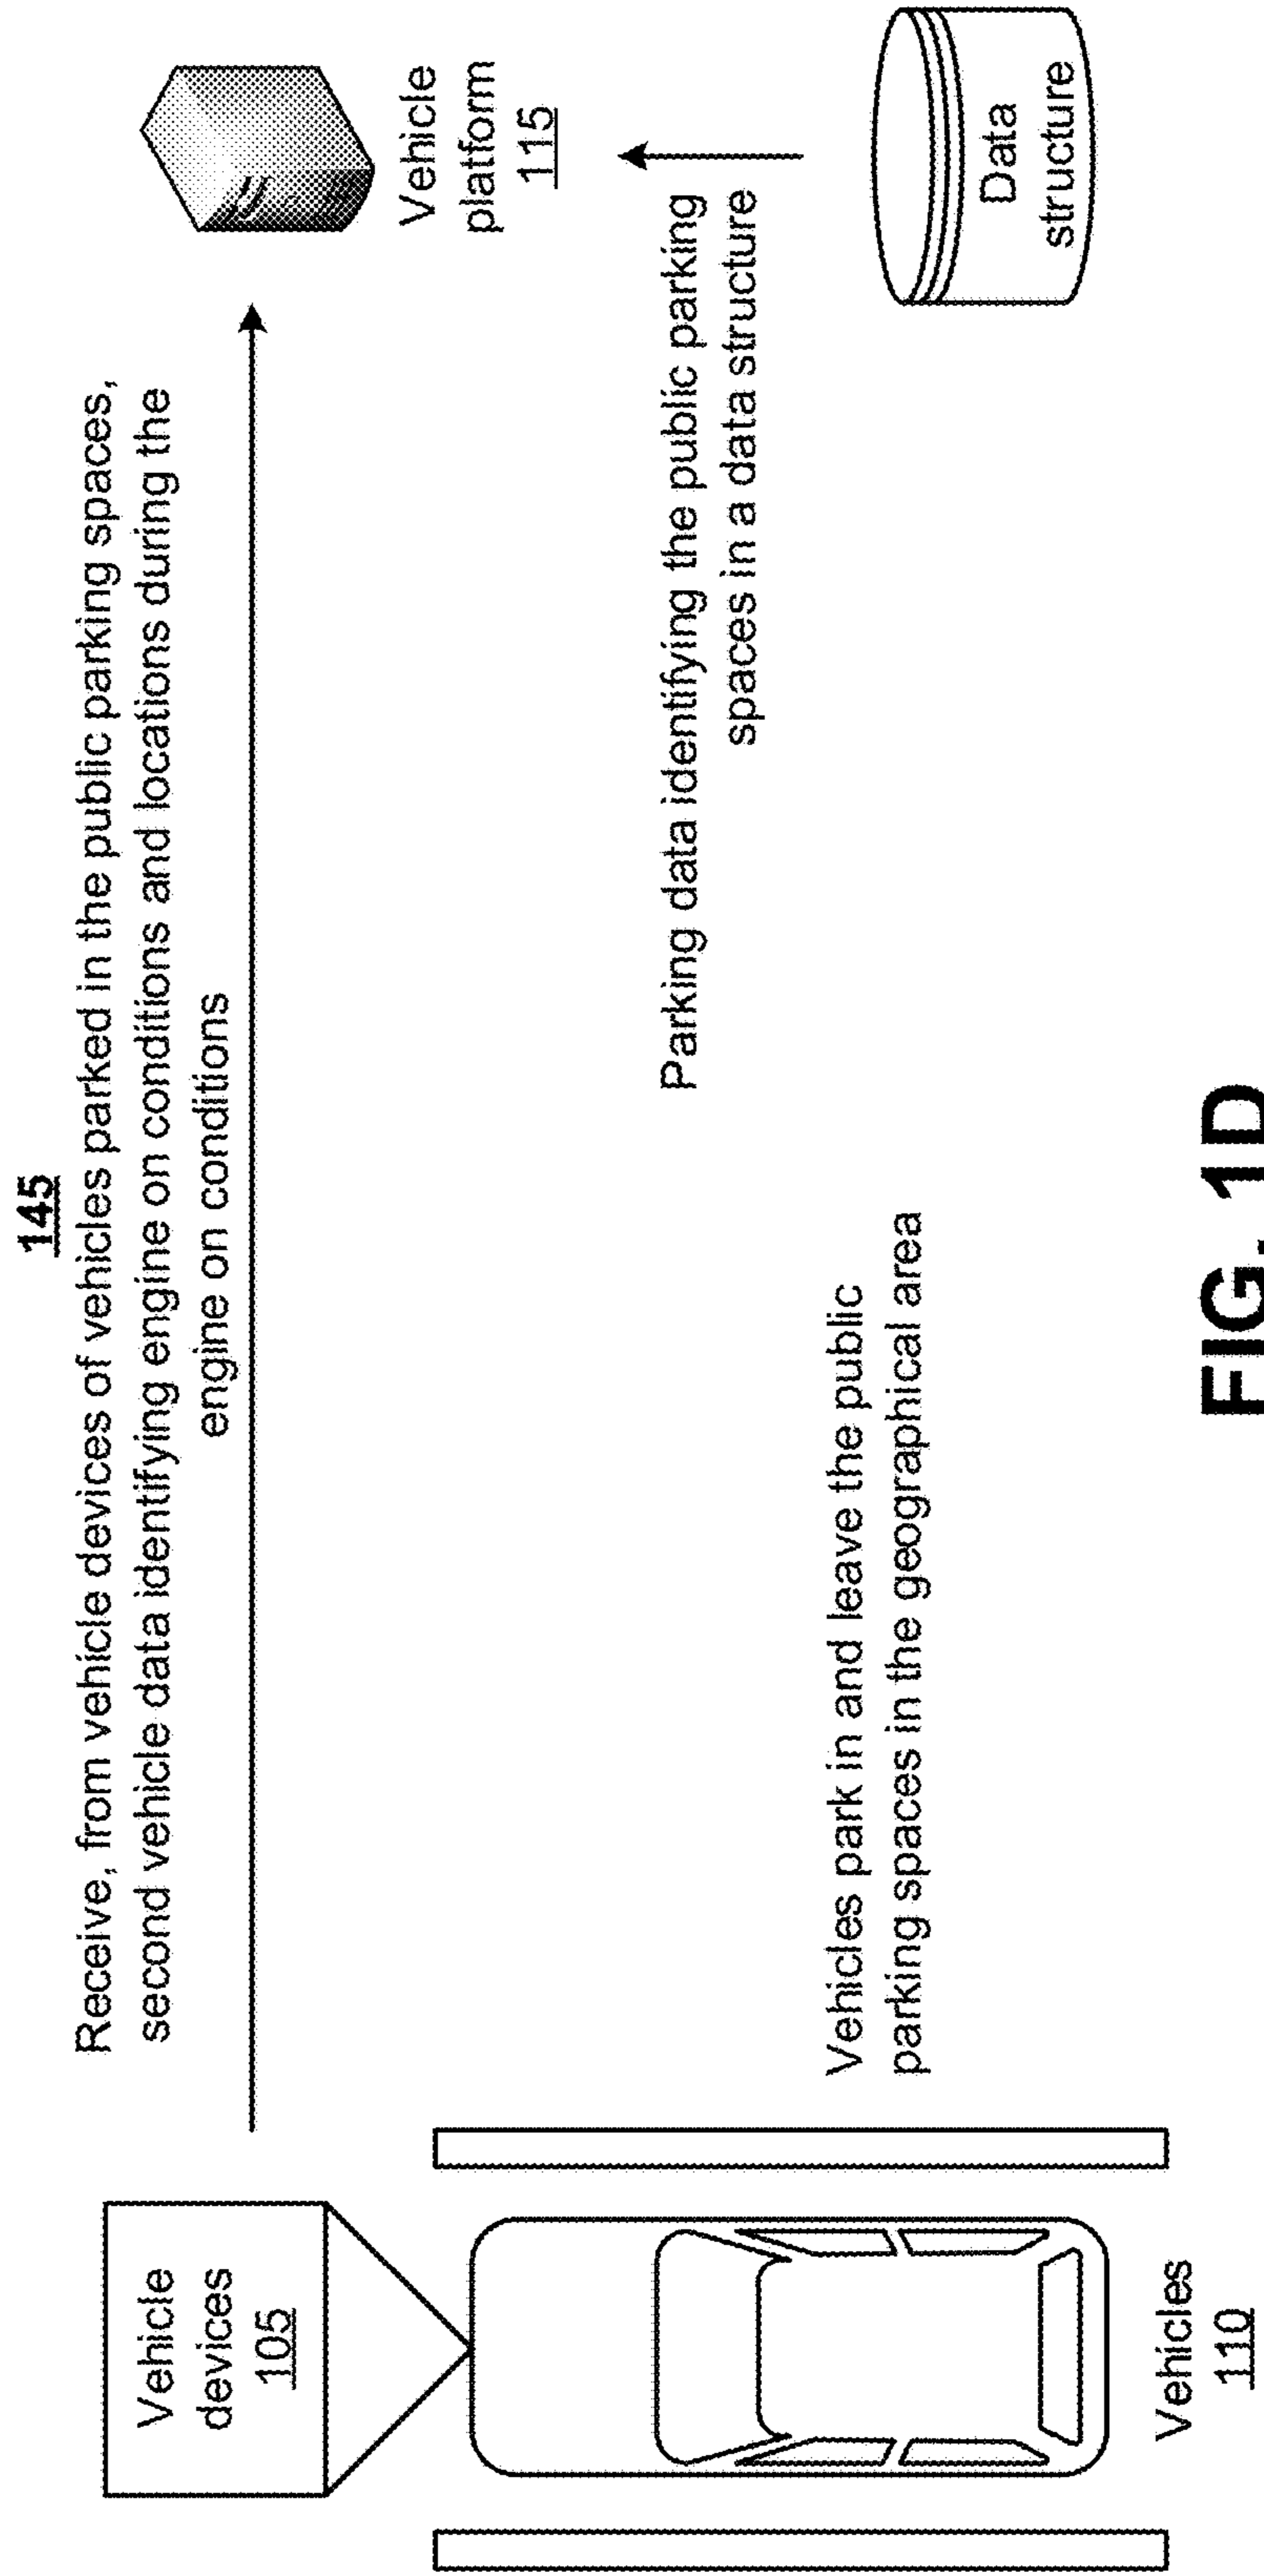 145
Receive, from vehicle devices of vehicles parked in the public parking spaces,
second vehicle data identifying engine on conditions and locations during the
engine on conditions
Vehicle
devices
105
Vehicle
platform
115
Parking data identifying the public parking
spaces in a data structure
Vehicles park in and leave the public
parking spaces in the geographical area
Data
structure
Vehicles
110
FIG. 1D